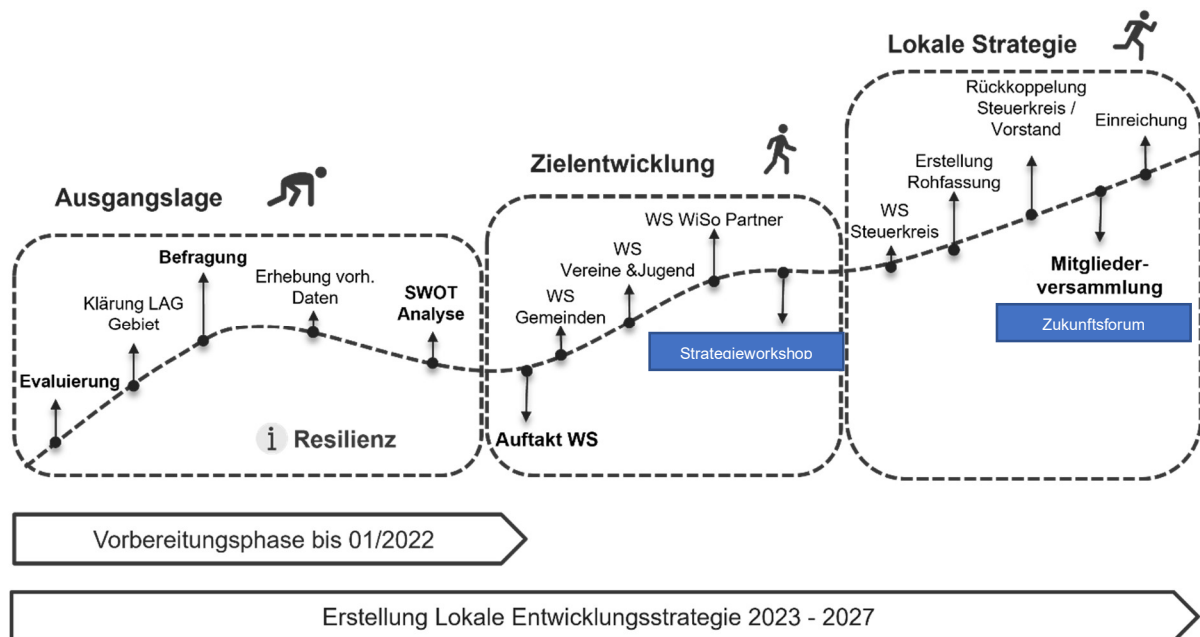 Ausgangslage
Evaluierung
Klärung LAG
Gebiet
Befragung
Erhebung vorh.
Daten
SWOT
Analyse
i Resilienz
Zielentwicklung
Auftakt WS
WS
Gemeinden
WS
Vereine &Jugend
WS WiSo Partner
Strategieworkshop
Lokale Strategie
WS
Steuerkreis
Erstellung
Rohfassung
Rückkoppelung
Steuerkreis /
Vorstand
Mitglieder-
versammlung
Zukunftsforum
Einreichung
Vorbereitungsphase bis 01/2022
Erstellung Lokale Entwicklungsstrategie 2023 - 2027